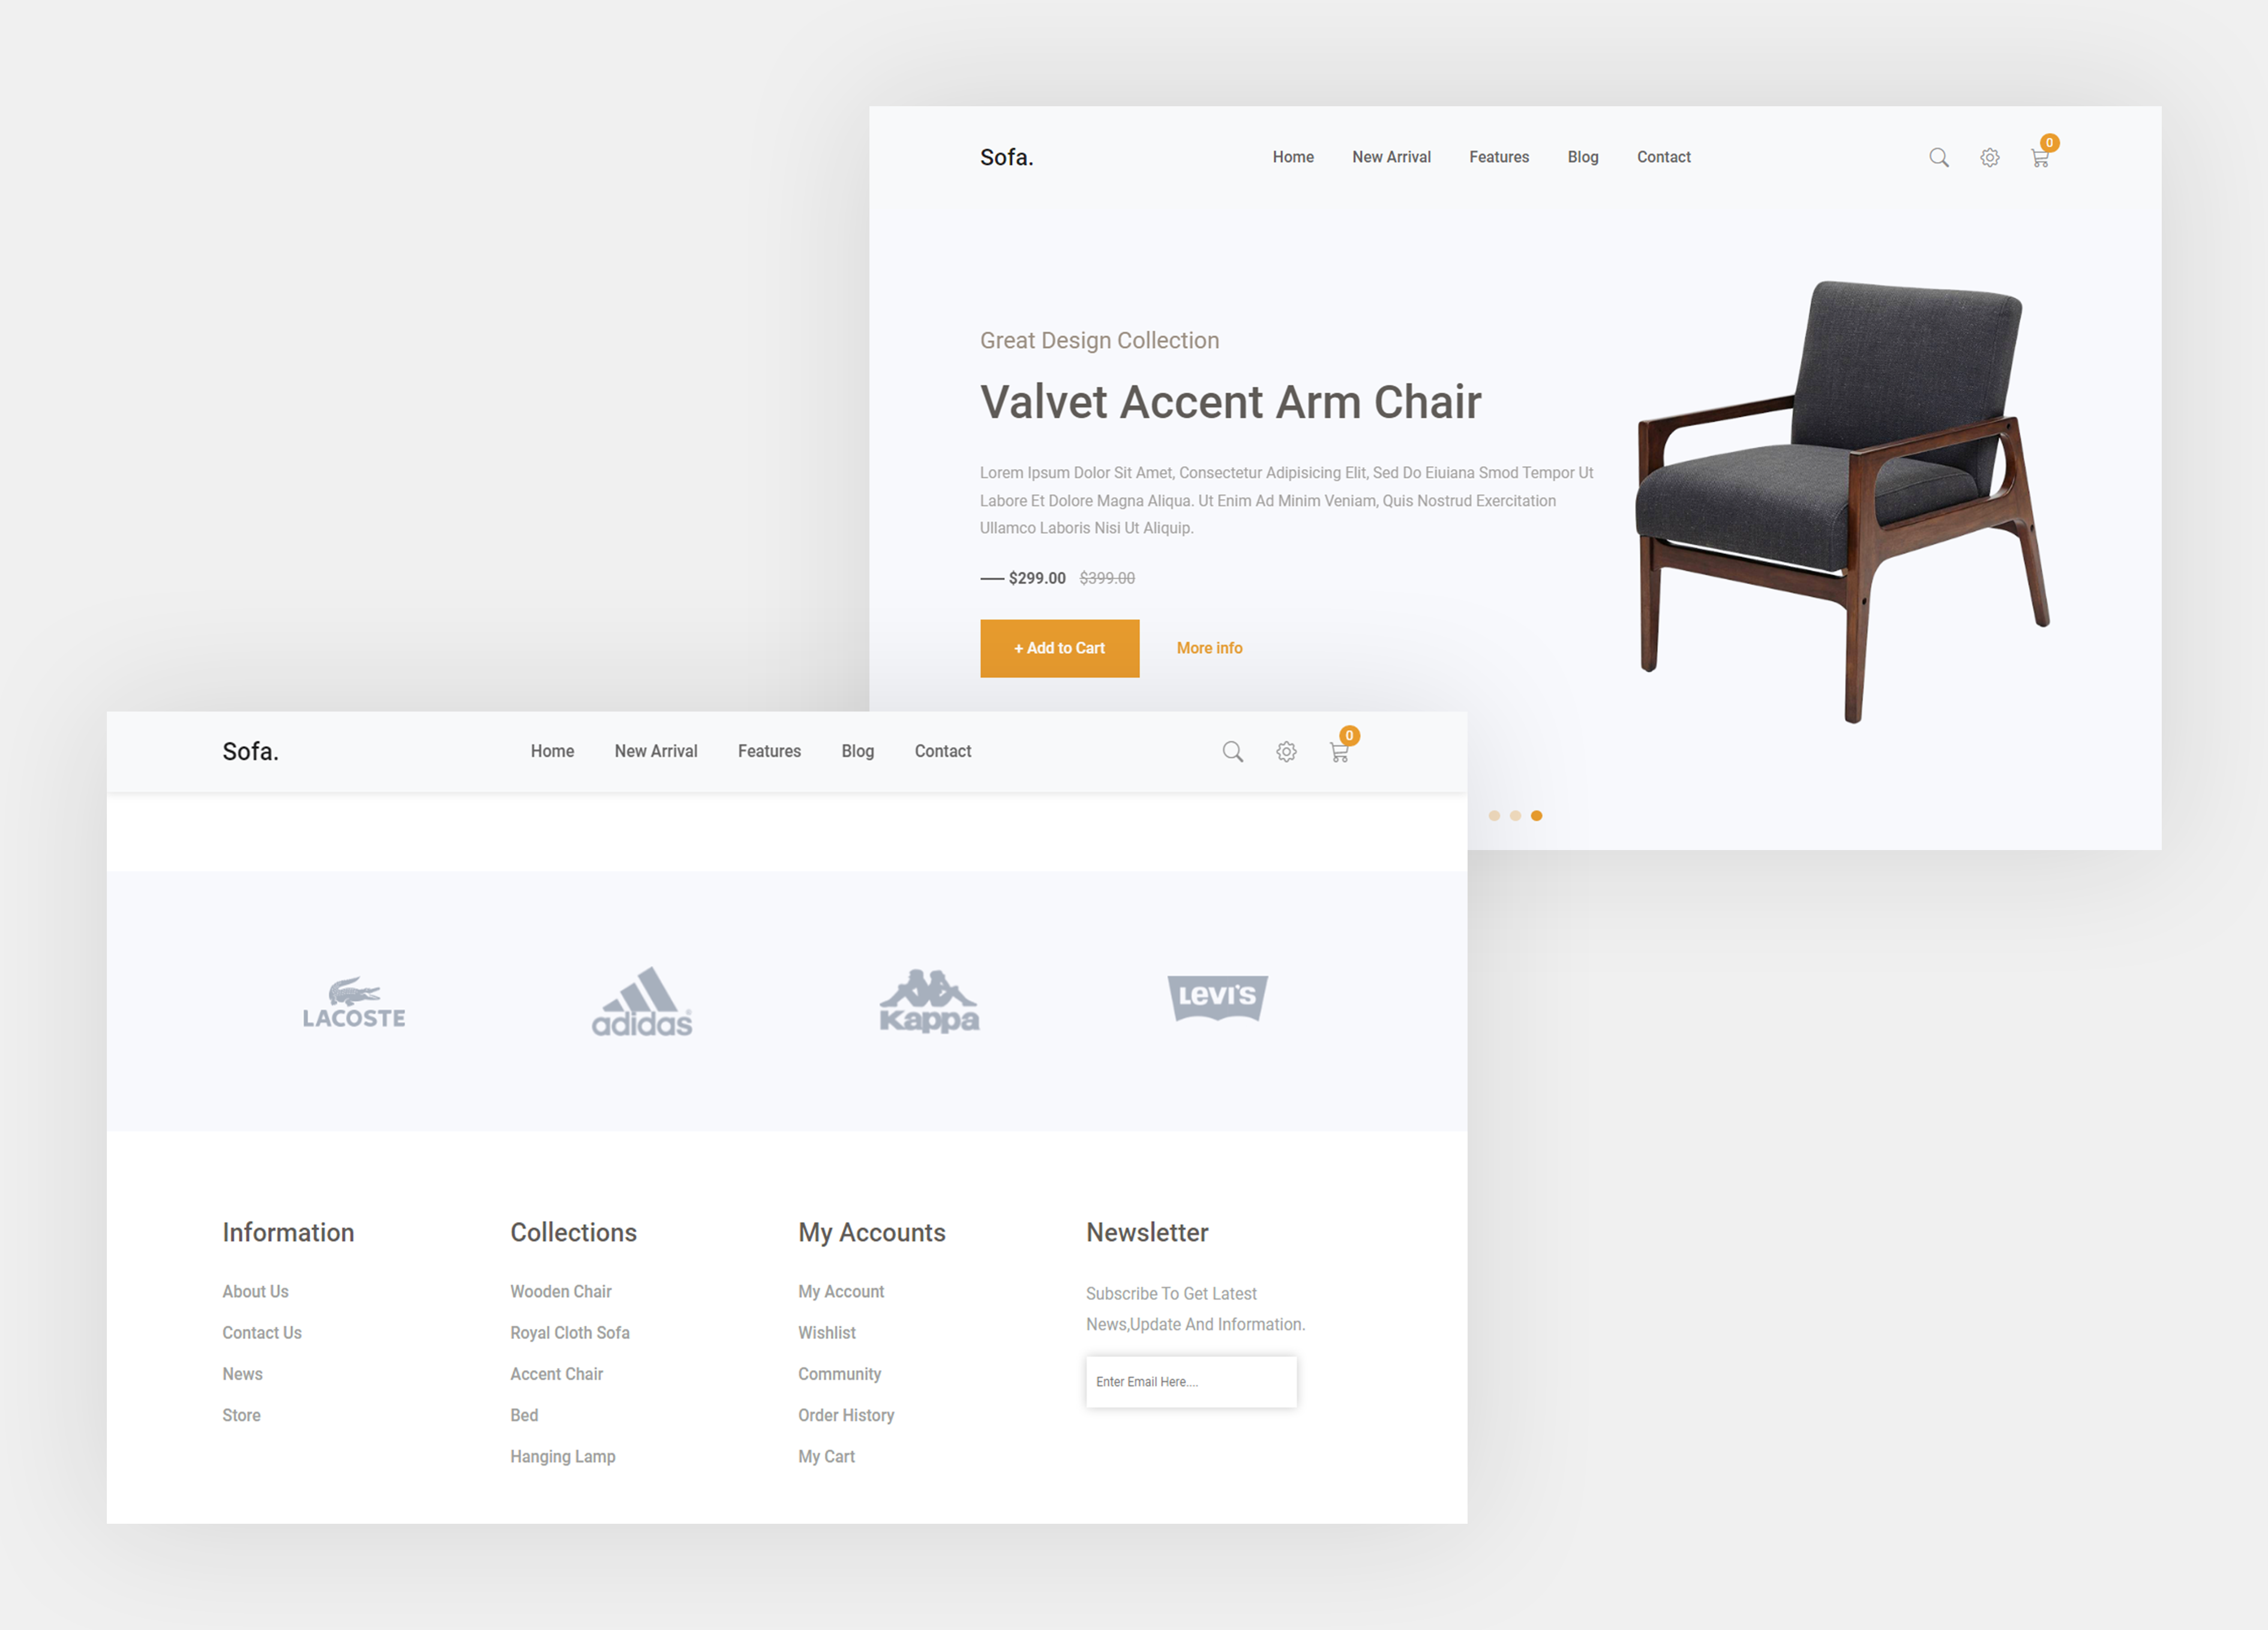 Sofa.
Home New Arrival Features Blog Contact
0
Great Design Collection
Valvet Accent Arm Chair
Lorem Ipsum Dolor Sit Amet, Consectetur Adipisicing Elit, Sed Do Eiuiana Smod Tempor Ut
Labore Et Dolore Magna Aliqua. Ut Enim Ad Minim Veniam, Quis Nostrud Exercitation
Ullamco Laboris Nisi Ut Aliquip.
$299.00 $399.00
+ Add to Cart More info
Sofa.
Home New Arrival Features Blog Contact
0
LACOSTE
adidas®
Kappa
LEVI'S
Information
About Us
Contact Us
News
Store
Collections
Wooden Chair
Royal Cloth Sofa
Accent Chair
Bed
Hanging Lamp
My Accounts
My Account
Wishlist
Community
Order History
My Cart
Newsletter
Subscribe To Get Latest
News,Update And Information.
Enter Email Here....